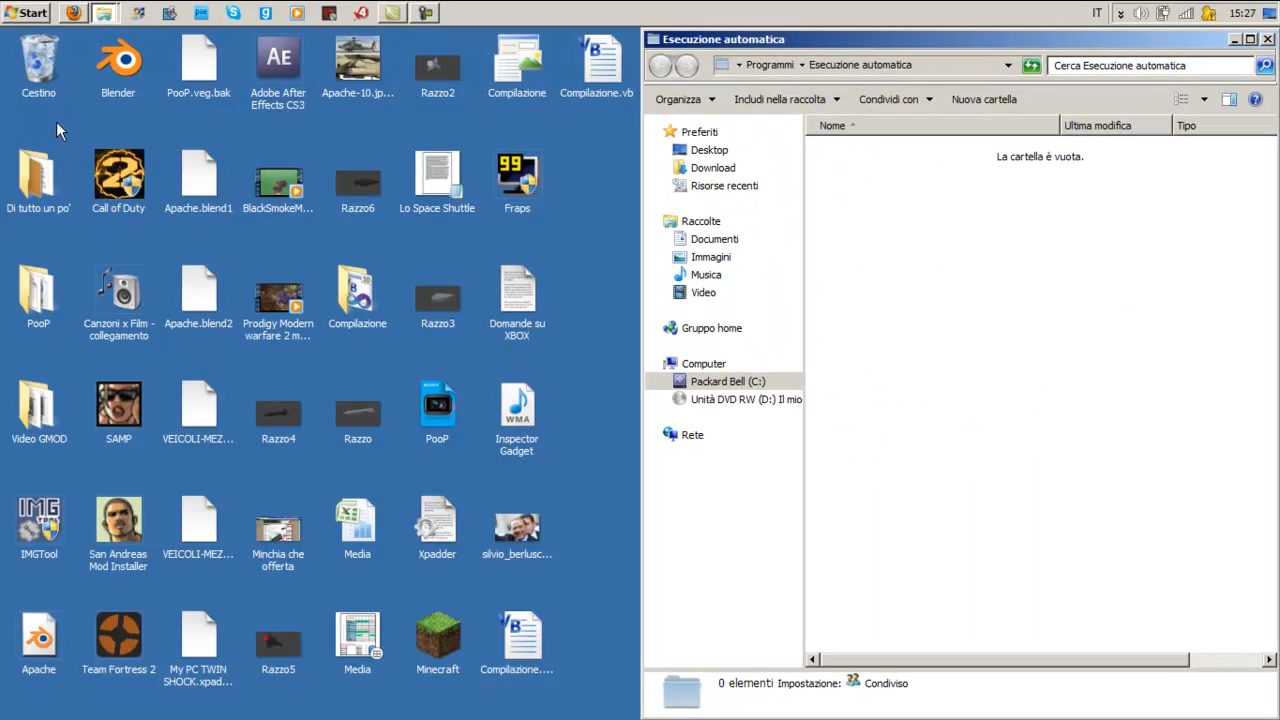 Start
IT
15:27
Cestino
Blender
PooP.veg.bak
Adobe After
Effects CS3
Apache-10.jp...
Razzo2
Compilazione
Compilazione.vb
Di tutto un po'
Call of Duty
Apache.blend1
BlackSmokeM...
Razzo6
Lo Space Shuttle
99
Fraps
PooP
Canzoni x Film -
collegamento
Apache.blend2
Prodigy Modern
warfare 2 m...
Compilazione
Razzo3
Domande su
XBOX
Video GMOD
SAMP
VEICOLI-MEZ...
Razzo4
Razzo
PooP
WMA
Inspector
Gadget
IMG
IMGTool
San Andreas
Mod Installer
VEICOLI-MEZ...
Minchia che
offerta
Media
Xpadder
silvio_berlusc...
Apache
Team Fortress 2
My PC TWIN
SHOCK.xpad...
Razzo5
Media
Minecraft
Compilazione....
Esecuzione automatica
Programmi
Esecuzione automatica
Cerca Esecuzione automatica
Organizza
Includi nella raccolta
Condividi con
Nuova cartella
Preferiti
Desktop
Download
Risorse recenti
Raccolte
Documenti
Immagini
Musica
Video
Gruppo home
Computer
Packard Bell (C:)
Unità DVD RW (D:) Il mio
Rete
Nome
Ultima modifica
Tipo
La cartella è vuota.
0 elementi Impostazione: Condiviso